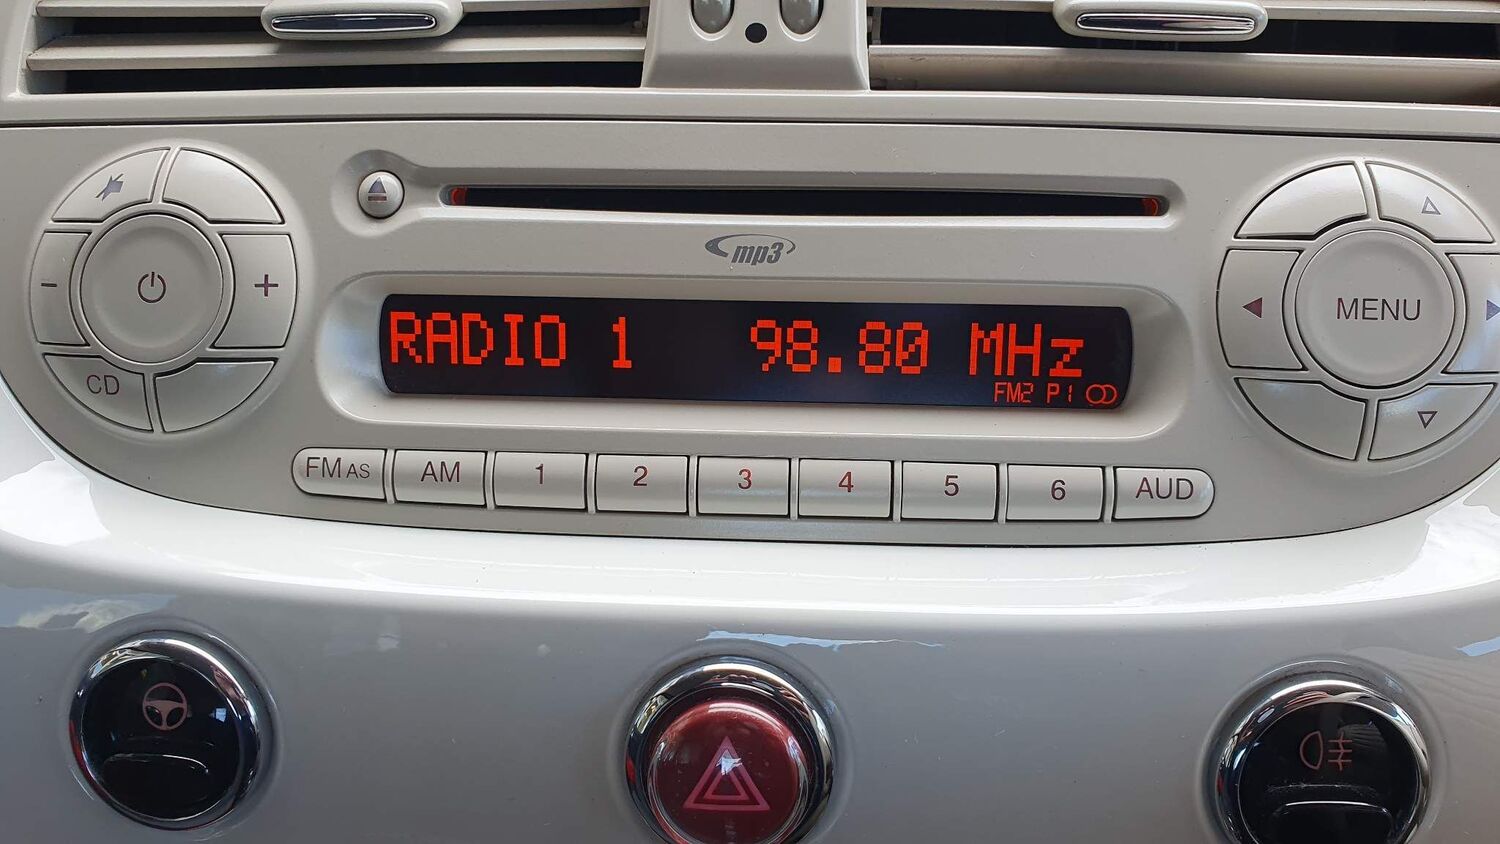 mp3
RADIO 1 98.80 MHz
FM2 P1
CD
MENU
FM AS AM 1 2 3 4 5 6 AUD